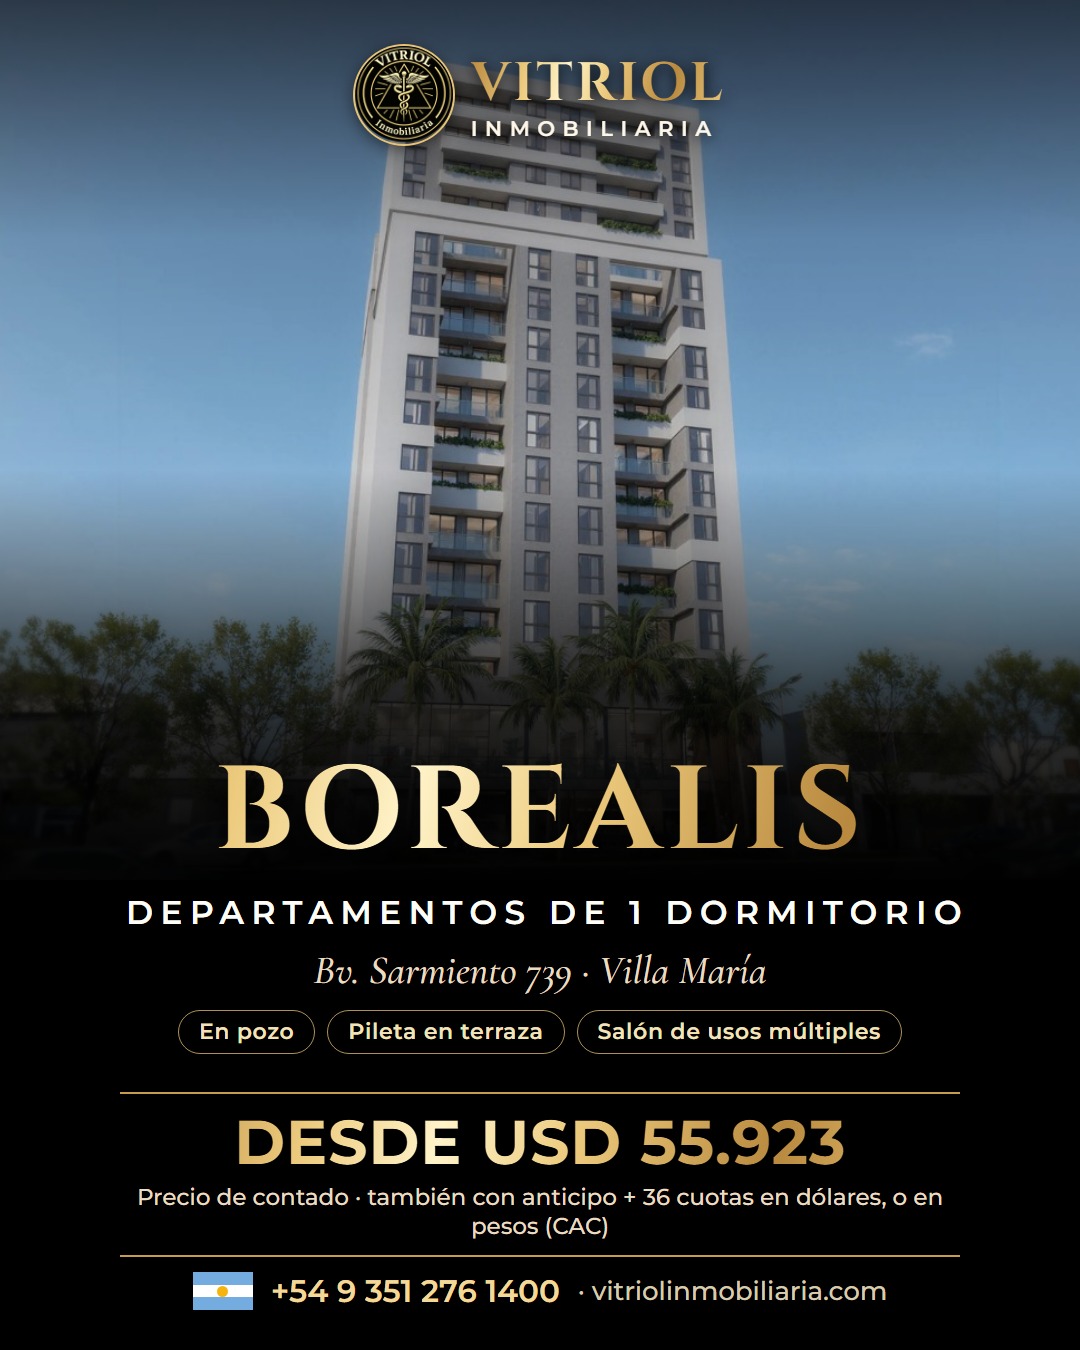 VITRIOL
Inmobiliaria
VITRIOL
INMOBILIARIA
BOREALIS
DEPARTAMENTOS DE 1 DORMITORIO
Bv. Sarmiento 739 · Villa María
En pozo
Pileta en terraza
Salón de usos múltiples
DESDE USD 55.923
Precio de contado · también con anticipo + 36 cuotas en dólares, o en
pesos (CAC)
+54 9 351 276 1400 · vitriolinmobiliaria.com